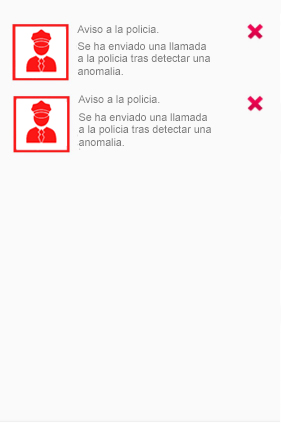 Aviso a la policia.
Se ha enviado una llamada
a la policia tras detectar una
anomalia.
Aviso a la policia.
Se ha enviado una llamada
a la policia tras detectar una
anomalia.